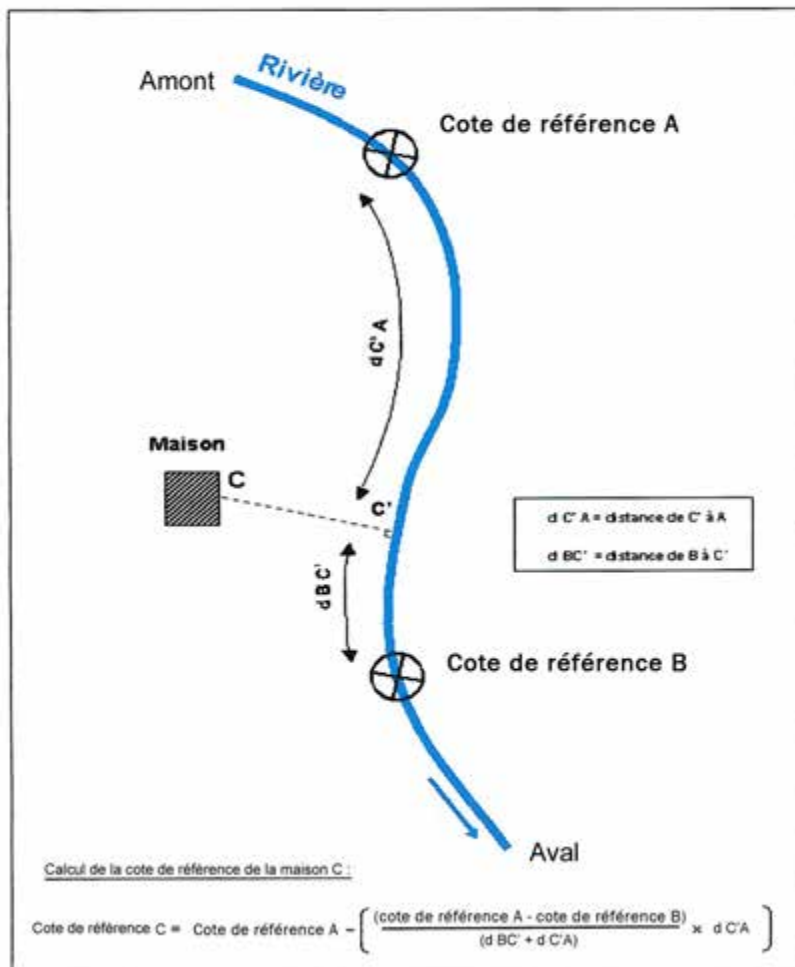 Amont
Rivière
Cote de référence A
d C' A
Maison
C
C'
d C' A = distance de C' à A
d BC' = distance de B à C'
d B C'
Cote de référence B
Aval
Calcul de la cote de référence de la maison C :
Cote de référence C = Cote de référence A - [ (cote de référence A - cote de référence B) / (d BC' + d C'A) × d C'A ]